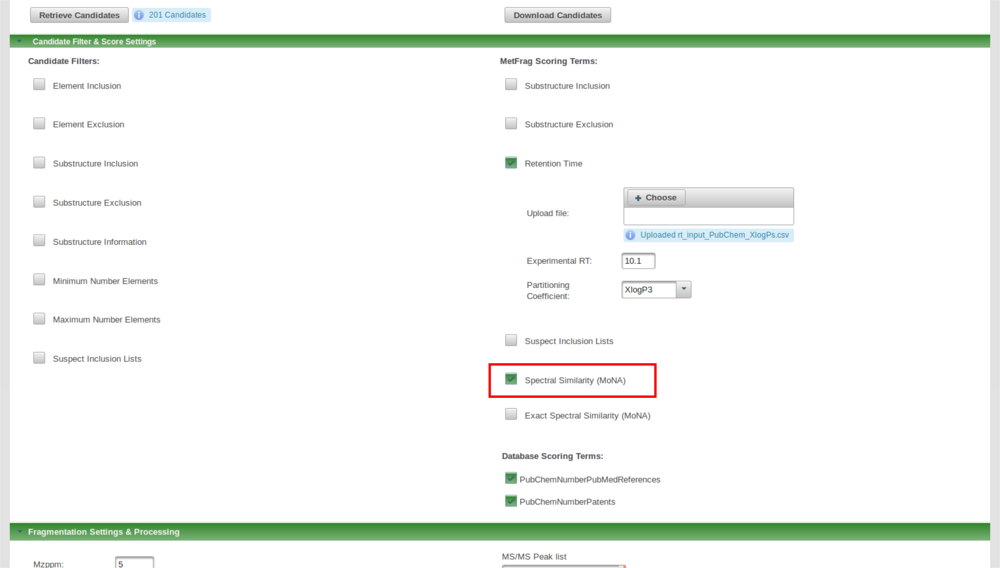 Retrieve Candidates
201 Candidates
Download Candidates
Candidate Filter & Score Settings
Candidate Filters:
Element Inclusion
Element Exclusion
Substructure Inclusion
Substructure Exclusion
Substructure Information
Minimum Number Elements
Maximum Number Elements
Suspect Inclusion Lists
MetFrag Scoring Terms:
Substructure Inclusion
Substructure Exclusion
Retention Time
Upload file:
Choose
Uploaded rt_input_PubChem_XlogPs.csv
Experimental RT:
10.1
Partitioning
Coefficient:
XlogP3
Suspect Inclusion Lists
Spectral Similarity (MoNA)
Exact Spectral Similarity (MoNA)
Database Scoring Terms:
PubChemNumberPubMedReferences
PubChemNumberPatents
Fragmentation Settings & Processing
Mzppm:
5
MS/MS Peak list